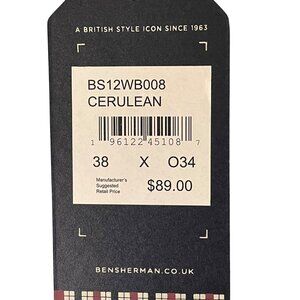 A BRITISH STYLE ICON SINCE 1963
BS12WB008
CERULEAN
1 96122 45108 7
38 X O34
Manufacturer's
Suggested
Retail Price
$89.00
BENSHERMAN.CO.UK